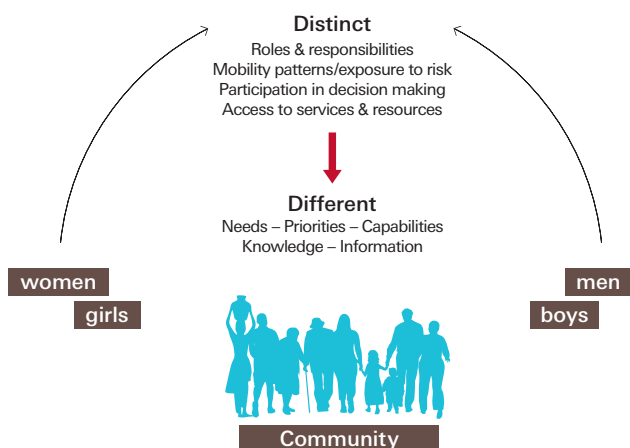 Distinct
Roles & responsibilities
Mobility patterns/exposure to risk
Participation in decision making
Access to services & resources
Different
Needs – Priorities – Capabilities
Knowledge – Information
women
girls
men
boys
Community